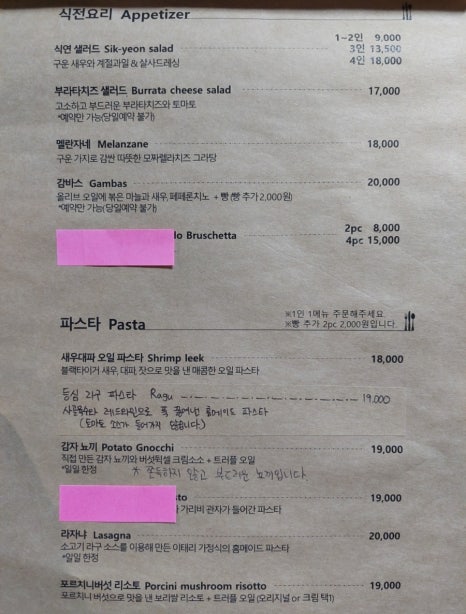 식전요리 Appetizer
1~2인 9,000
식연 샐러드 Sik-yeon salad 3인 13,500
구운 새우와 계절과일 & 살사드레싱 4인 18,000
부라타치즈 샐러드 Burrata cheese salad 17,000
고소하고 부드러운 부라타치즈와 토마토
*예약만 가능(당일예약 불가)
멜란자네 Melanzane 18,000
구운 가지로 감싼 따뜻한 모짜렐라치즈 그라탕
감바스 Gambas 20,000
올리브 오일에 볶은 마늘과 새우, 페페론치노 + 빵 (빵 추가 2,000원)
*예약만 가능(당일예약 불가)
2pc 8,000
do Bruschetta 4pc 15,000
※1인 1메뉴 주문해주세요
파스타 Pasta ※빵 추가 2pc 2,000원입니다
새우대파 오일 파스타 Shrimp leek 18,000
블랙타이거 새우, 대파, 잣으로 맛을 낸 매콤한 오일 파스타
등심 라구 파스타 Ragu 19,000
사골육수와 레드와인으로 푹 끓여낸 홈메이드 파스타
(토마토 소스가 들어가지 않습니다)
감자 뇨끼 Potato Gnocchi 19,000
직접 만든 감자 뇨끼와 버섯뒥셀 크림소스 + 트러플 오일
*일일 한정 * 쫀득하지 않고 부드러운 뇨끼입니다
sto 19,000
가리비 관자가 들어간 파스타
라자냐 Lasagna 20,000
소고기 라구 소스를 이용해 만든 이태리 가정식의 홈메이드 파스타
*일일 한정
포르치니버섯 리소토 Porcini mushroom risotto 19,000
포르치니버섯으로 맛을 낸 보리쌀 리소토 + 트러플 오일 (오리지널 or 크림 택1)